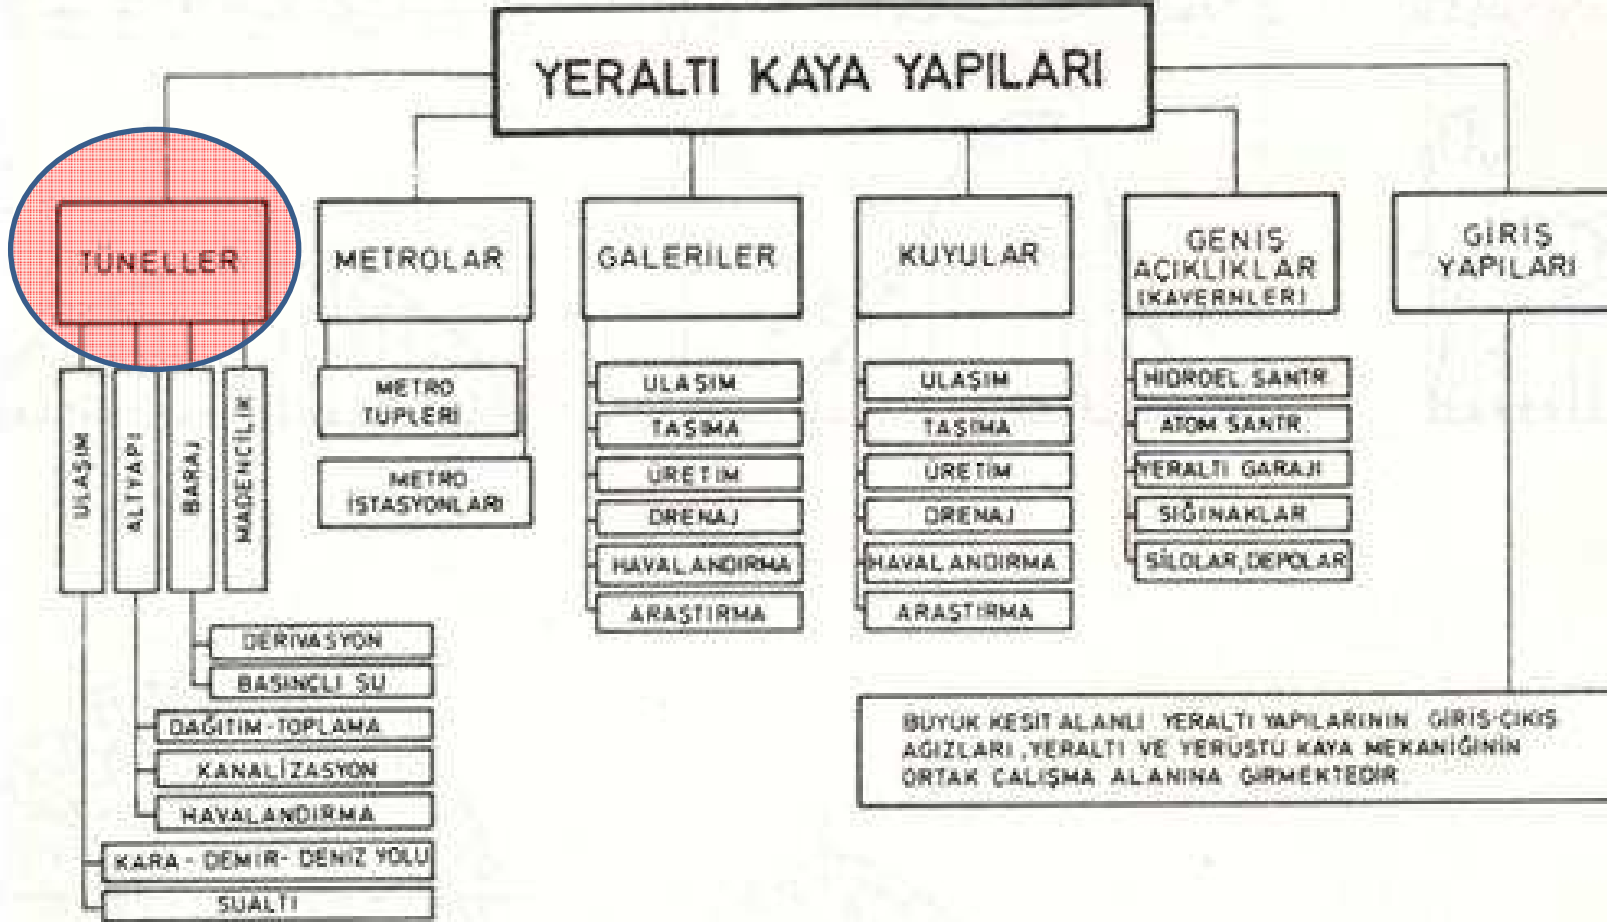 YERALTI KAYA YAPILARI
TÜNELLER
METROLAR
GALERİLER
KUYULAR
GENİŞ
AÇIKLIKLAR
(KAVERNLER)
GİRİŞ
YAPILARI
ULAŞIM
ALTYAPI
BARAJ
MADENCİLİK
METRO
TÜPLERİ
METRO
İSTASYONLARI
ULAŞIM
TAŞIMA
ÜRETİM
DRENAJ
HAVALANDIRMA
ARAŞTIRMA
ULAŞIM
TAŞIMA
ÜRETİM
DRENAJ
HAVALANDIRMA
ARAŞTIRMA
HİDROEL. SANTR.
ATOM SANTR.
YERALTI GARAJI
SIĞINAKLAR
SİLOLAR, DEPOLAR
DERİVASYON
BASINÇLI SU
DAĞITIM-TOPLAMA
KANALİZASYON
HAVALANDIRMA
KARA - DEMİR - DENİZ YOLU
SUALTI
BÜYÜK KESİT ALANLI YERALTI YAPILARININ GİRİŞ-ÇIKIŞ
AĞIZLARI, YERALTI VE YERÜSTÜ KAYA MEKANİĞİNİN
ORTAK ÇALIŞMA ALANINA GİRMEKTEDİR.